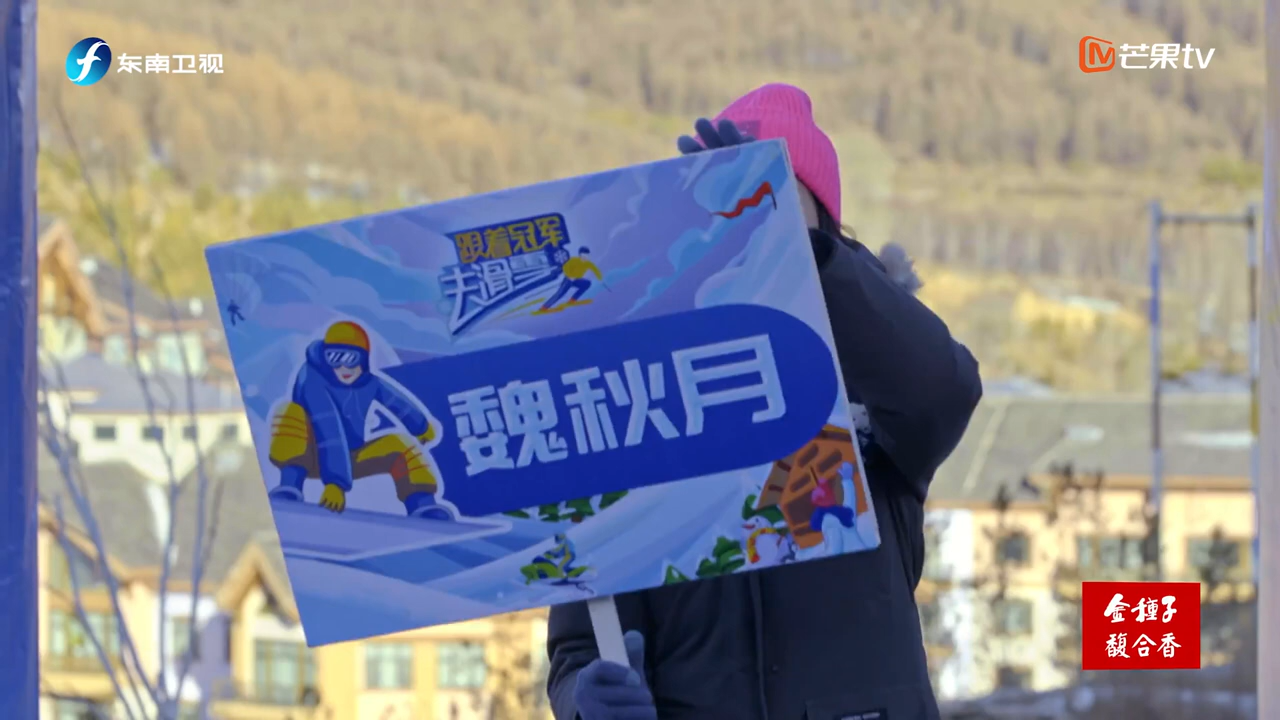 东南卫视
芒果tv
跟着冠军
去滑雪
魏秋月
金種子
馥合香